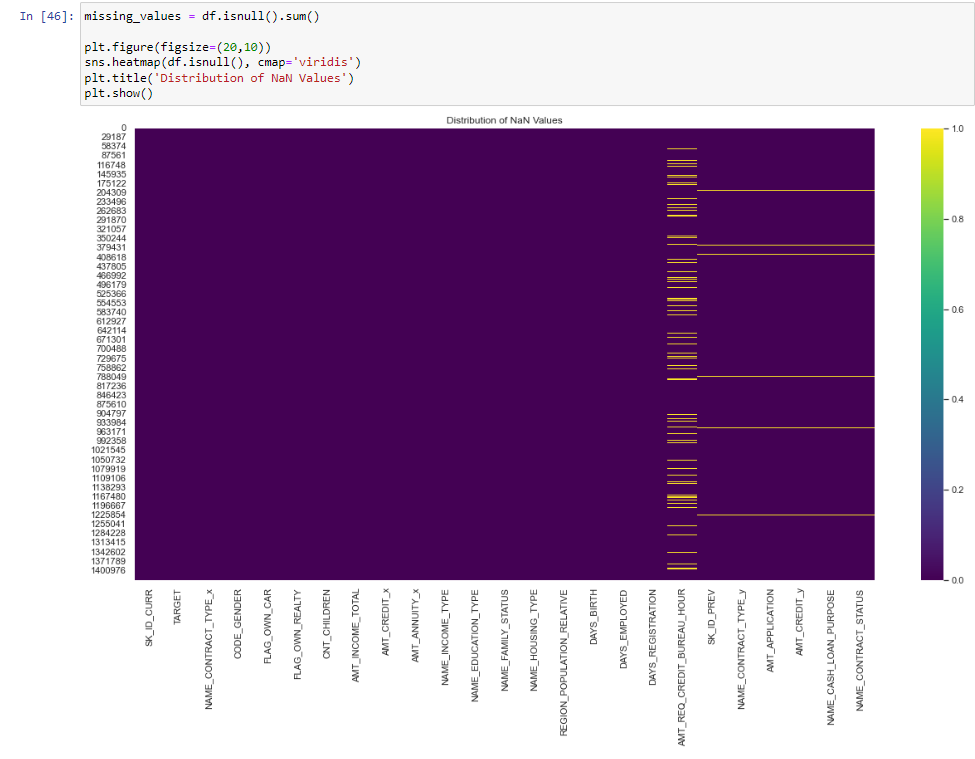 In [46]:
missing_values = df.isnull().sum()
plt.figure(figsize=(20,10))
sns.heatmap(df.isnull(), cmap='viridis')
plt.title('Distribution of NaN Values')
plt.show()
Distribution of NaN Values
0
29187
58374
87561
116748
145935
175122
204309
233496
262683
291870
321057
350244
379431
408618
437805
466992
496179
525366
554553
583740
612927
642114
671301
700488
729675
758862
788049
817236
846423
875610
904797
933984
963171
992358
1021545
1050732
1079919
1109106
1138293
1167480
1196667
1225854
1255041
1284228
1313415
1342602
1371789
1400976
SK_ID_CURR
TARGET
NAME_CONTRACT_TYPE_x
CODE_GENDER
FLAG_OWN_CAR
FLAG_OWN_REALTY
CNT_CHILDREN
AMT_INCOME_TOTAL
AMT_CREDIT_x
AMT_ANNUITY_x
NAME_INCOME_TYPE
NAME_EDUCATION_TYPE
NAME_FAMILY_STATUS
NAME_HOUSING_TYPE
REGION_POPULATION_RELATIVE
DAYS_BIRTH
DAYS_EMPLOYED
DAYS_REGISTRATION
AMT_REQ_CREDIT_BUREAU_HOUR
SK_ID_PREV
NAME_CONTRACT_TYPE_y
AMT_APPLICATION
AMT_CREDIT_y
NAME_CASH_LOAN_PURPOSE
NAME_CONTRACT_STATUS
1.0
0.8
0.6
0.4
0.2
0.0